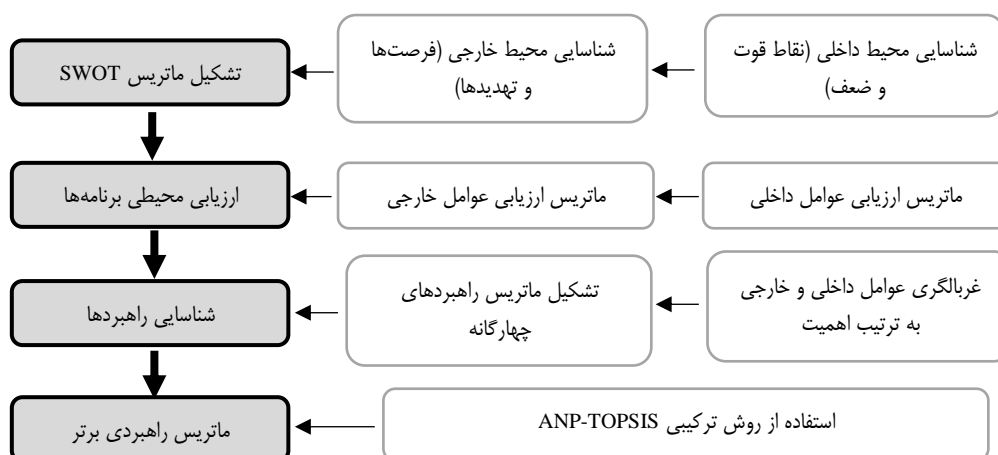 شناسایی محیط داخلی (نقاط قوت
و ضعف)
شناسایی محیط خارجی (فرصت‌ها
و تهدیدها)
تشکیل ماتریس SWOT
ماتریس ارزیابی عوامل داخلی
ماتریس ارزیابی عوامل خارجی
ارزیابی محیطی برنامه‌ها
غربالگری عوامل داخلی و خارجی
به ترتیب اهمیت
تشکیل ماتریس راهبردهای
چهارگانه
شناسایی راهبردها
استفاده از روش ترکیبی ANP-TOPSIS
ماتریس راهبردی برتر